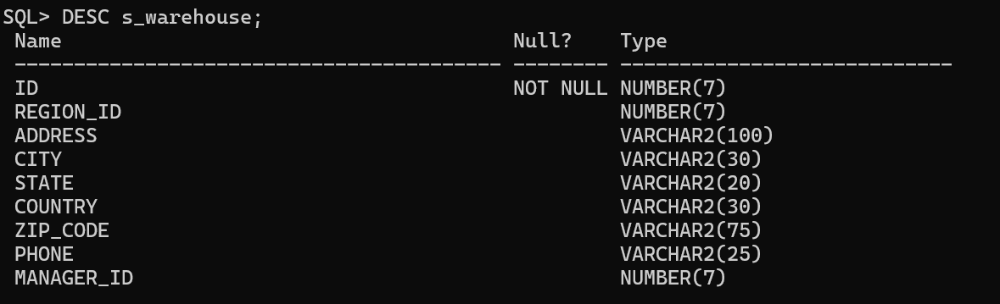 SQL> DESC s_warehouse;
 Name                                      Null?    Type
 ----------------------------------------- -------- ----------------------------
 ID                                        NOT NULL NUMBER(7)
 REGION_ID                                          NUMBER(7)
 ADDRESS                                            VARCHAR2(100)
 CITY                                               VARCHAR2(30)
 STATE                                              VARCHAR2(20)
 COUNTRY                                            VARCHAR2(30)
 ZIP_CODE                                           VARCHAR2(75)
 PHONE                                              VARCHAR2(25)
 MANAGER_ID                                         NUMBER(7)